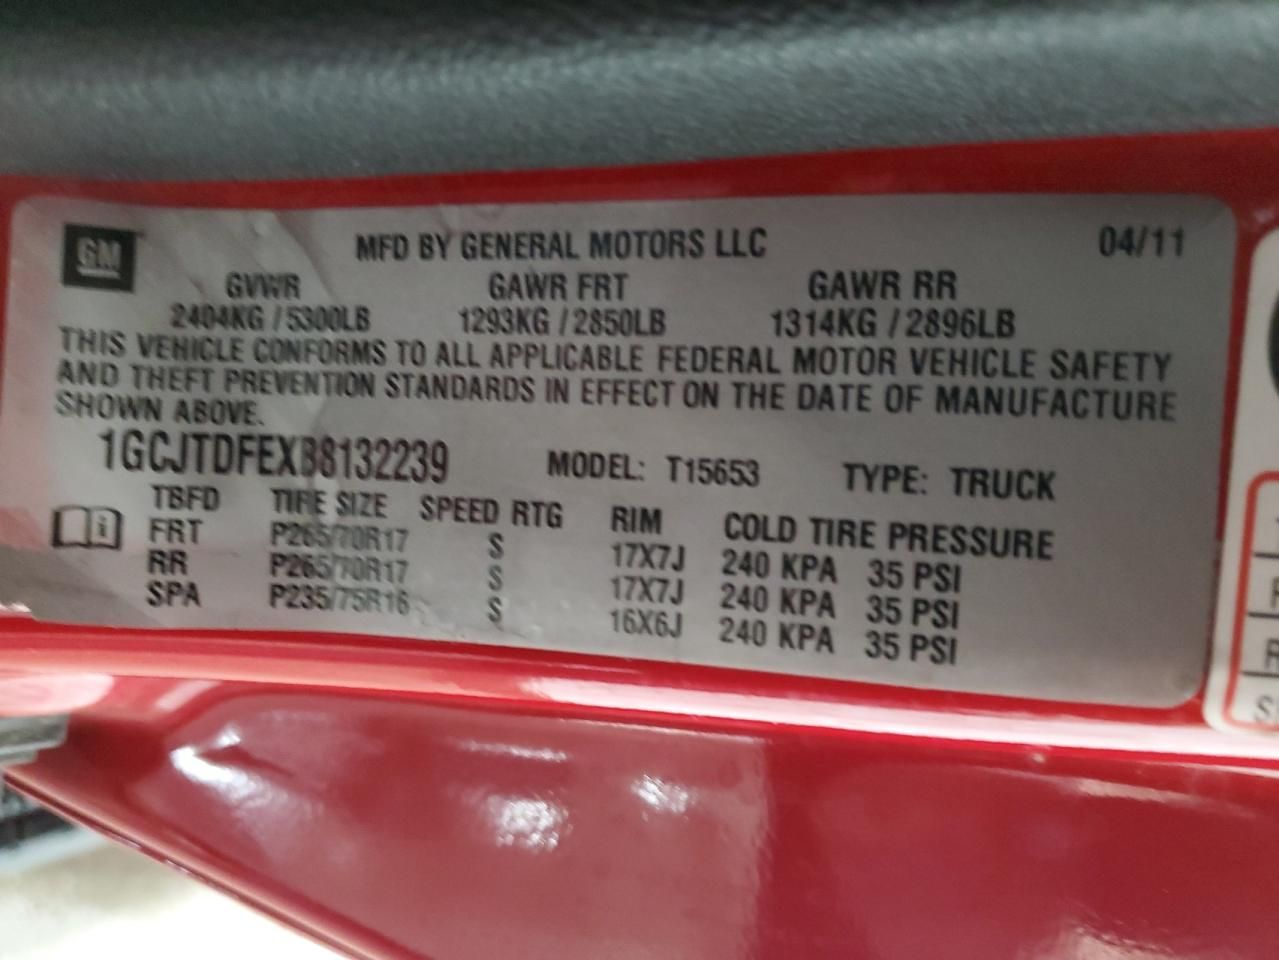 GM
MFD BY GENERAL MOTORS LLC 04/11
GVWR GAWR FRT GAWR RR
2404KG / 5300LB 1293KG / 2850LB 1314KG / 2896LB
THIS VEHICLE CONFORMS TO ALL APPLICABLE FEDERAL MOTOR VEHICLE SAFETY
AND THEFT PREVENTION STANDARDS IN EFFECT ON THE DATE OF MANUFACTURE
SHOWN ABOVE.
1GCJTDFEXB8132239 MODEL: T15653 TYPE: TRUCK
TBFD TIRE SIZE SPEED RTG RIM COLD TIRE PRESSURE
FRT P265/70R17 S 17X7J 240 KPA 35 PSI
RR P265/70R17 S 17X7J 240 KPA 35 PSI
SPA P235/75R16 S 16X6J 240 KPA 35 PSI